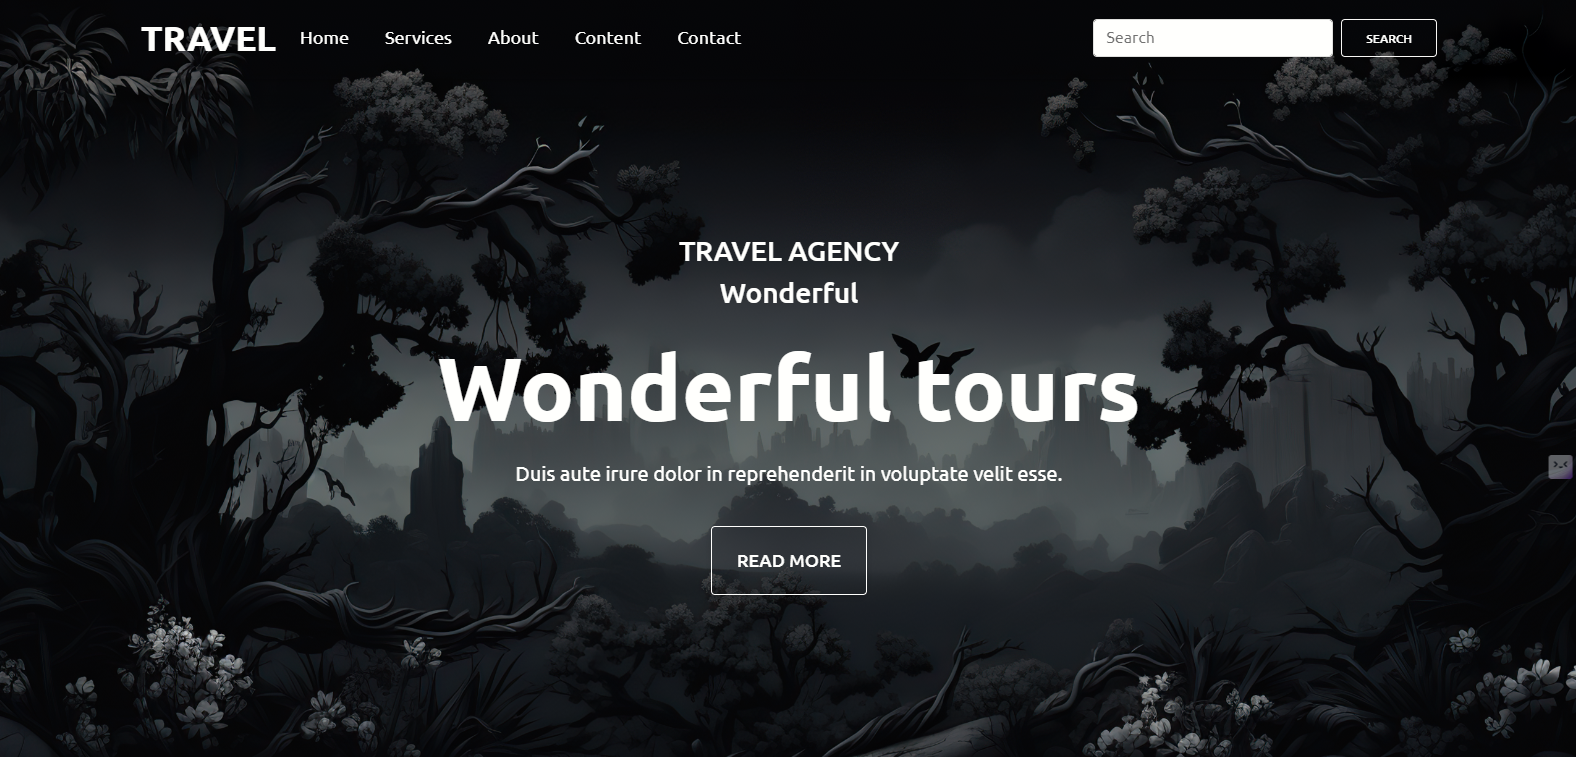 TRAVEL
Home Services About Content Contact
Search
SEARCH
TRAVEL AGENCY
Wonderful
Wonderful tours
Duis aute irure dolor in reprehenderit in voluptate velit esse.
READ MORE